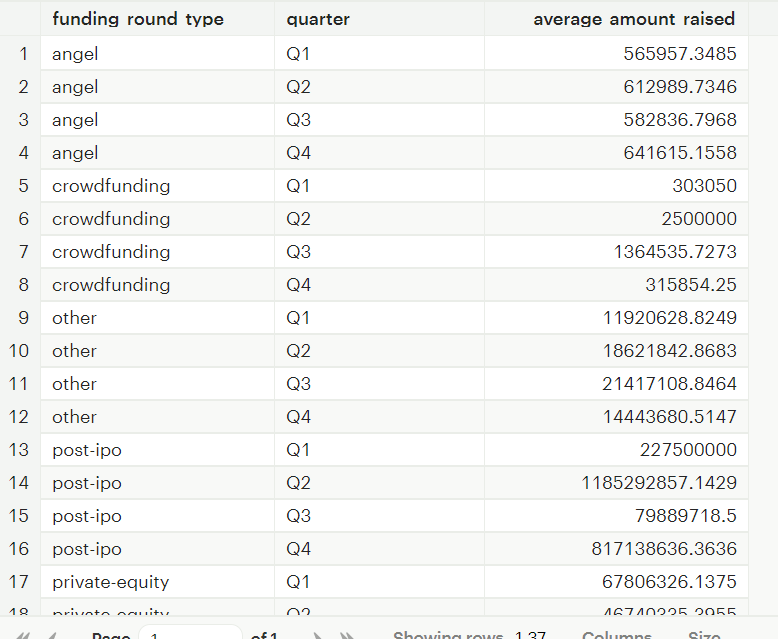 funding round type quarter average amount raised
1 angel Q1 565957.3485
2 angel Q2 612989.7346
3 angel Q3 582836.7968
4 angel Q4 641615.1558
5 crowdfunding Q1 303050
6 crowdfunding Q2 2500000
7 crowdfunding Q3 1364535.7273
8 crowdfunding Q4 315854.25
9 other Q1 11920628.8249
10 other Q2 18621842.8683
11 other Q3 21417108.8464
12 other Q4 14443680.5147
13 post-ipo Q1 227500000
14 post-ipo Q2 1185292857.1429
15 post-ipo Q3 79889718.5
16 post-ipo Q4 817138636.3636
17 private-equity Q1 67806326.1375
18 private-equity Q2
Page 1 of 1 Showing rows 1-37 Columns Size